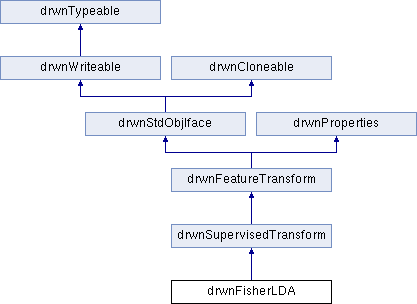 drwnTypeable
drwnWriteable
drwnCloneable
drwnStdObjIface
drwnProperties
drwnFeatureTransform
drwnSupervisedTransform
drwnFisherLDA